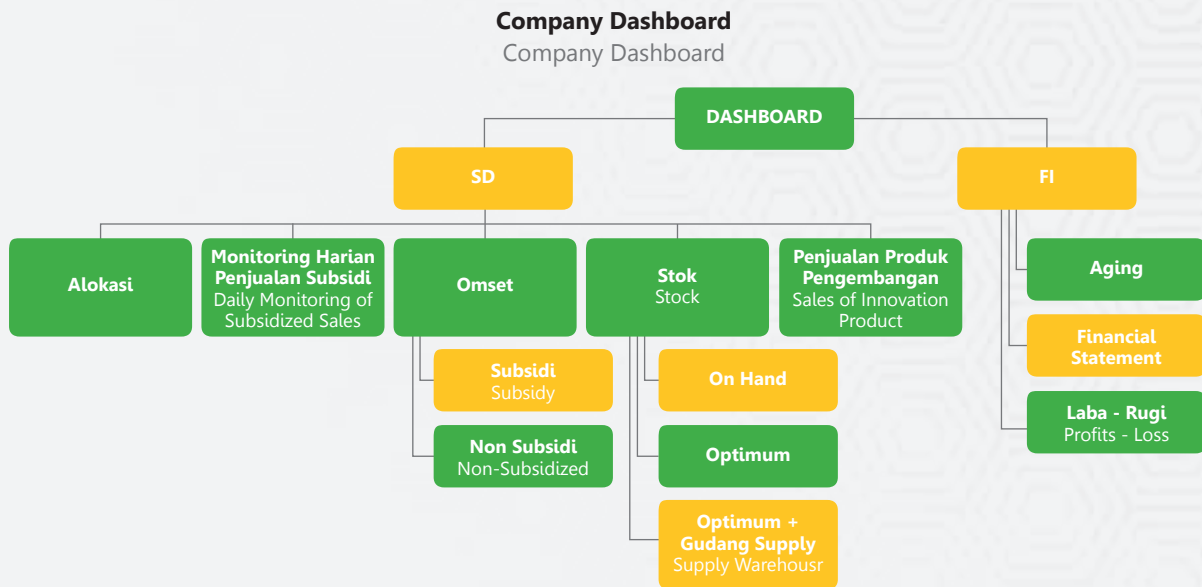 Company Dashboard
Company Dashboard
DASHBOARD
SD
FI
Alokasi
Monitoring Harian
Penjualan Subsidi
Daily Monitoring of
Subsidized Sales
Omset
Stok
Stock
Penjualan Produk
Pengembangan
Sales of Innovation
Product
Aging
Subsidi
Subsidy
On Hand
Financial
Statement
Non Subsidi
Non-Subsidized
Optimum
Laba - Rugi
Profits - Loss
Optimum +
Gudang Supply
Supply Warehousr